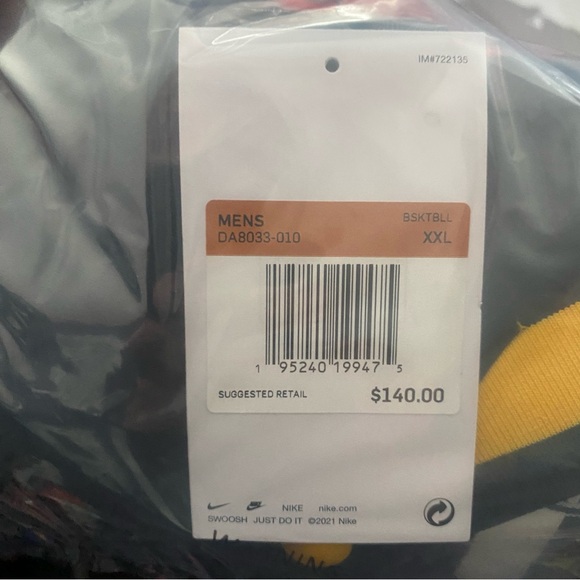 IM#722135
MENS BSKTBLL
DA8033-010 XXL
1 95240 19947 5
SUGGESTED RETAIL $140.00
NIKE nike.com
SWOOSH JUST DO IT ©2021 Nike